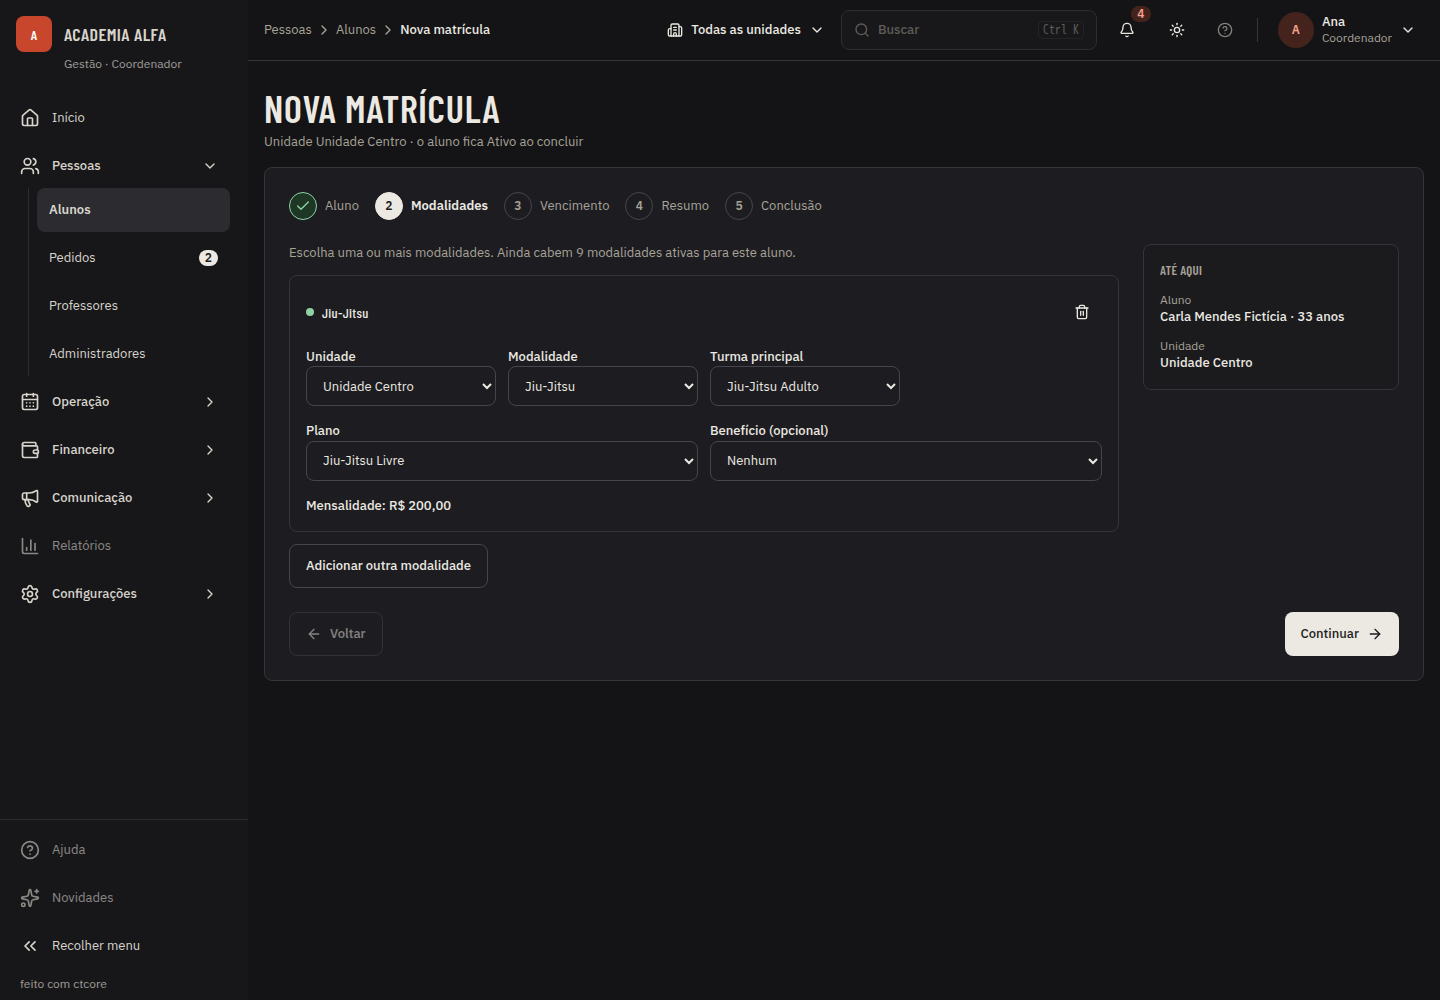 A ACADEMIA ALFA
Gestão · Coordenador
Início
Pessoas
Alunos
Pedidos 2
Professores
Administradores
Operação
Financeiro
Comunicação
Relatórios
Configurações
Ajuda
Novidades
Recolher menu
feito com ctcore
Pessoas Alunos Nova matrícula
Todas as unidades
Buscar Ctrl K
4
A
Ana
Coordenador
NOVA MATRÍCULA
Unidade Unidade Centro · o aluno fica Ativo ao concluir
Aluno 2 Modalidades 3 Vencimento 4 Resumo 5 Conclusão
Escolha uma ou mais modalidades. Ainda cabem 9 modalidades ativas para este aluno.
Jiu-Jitsu
Unidade Modalidade Turma principal
Unidade Centro Jiu-Jitsu Jiu-Jitsu Adulto
Plano Benefício (opcional)
Jiu-Jitsu Livre Nenhum
Mensalidade: R$ 200,00
Adicionar outra modalidade
Voltar
Continuar
ATÉ AQUI
Aluno
Carla Mendes Fictícia · 33 anos
Unidade
Unidade Centro